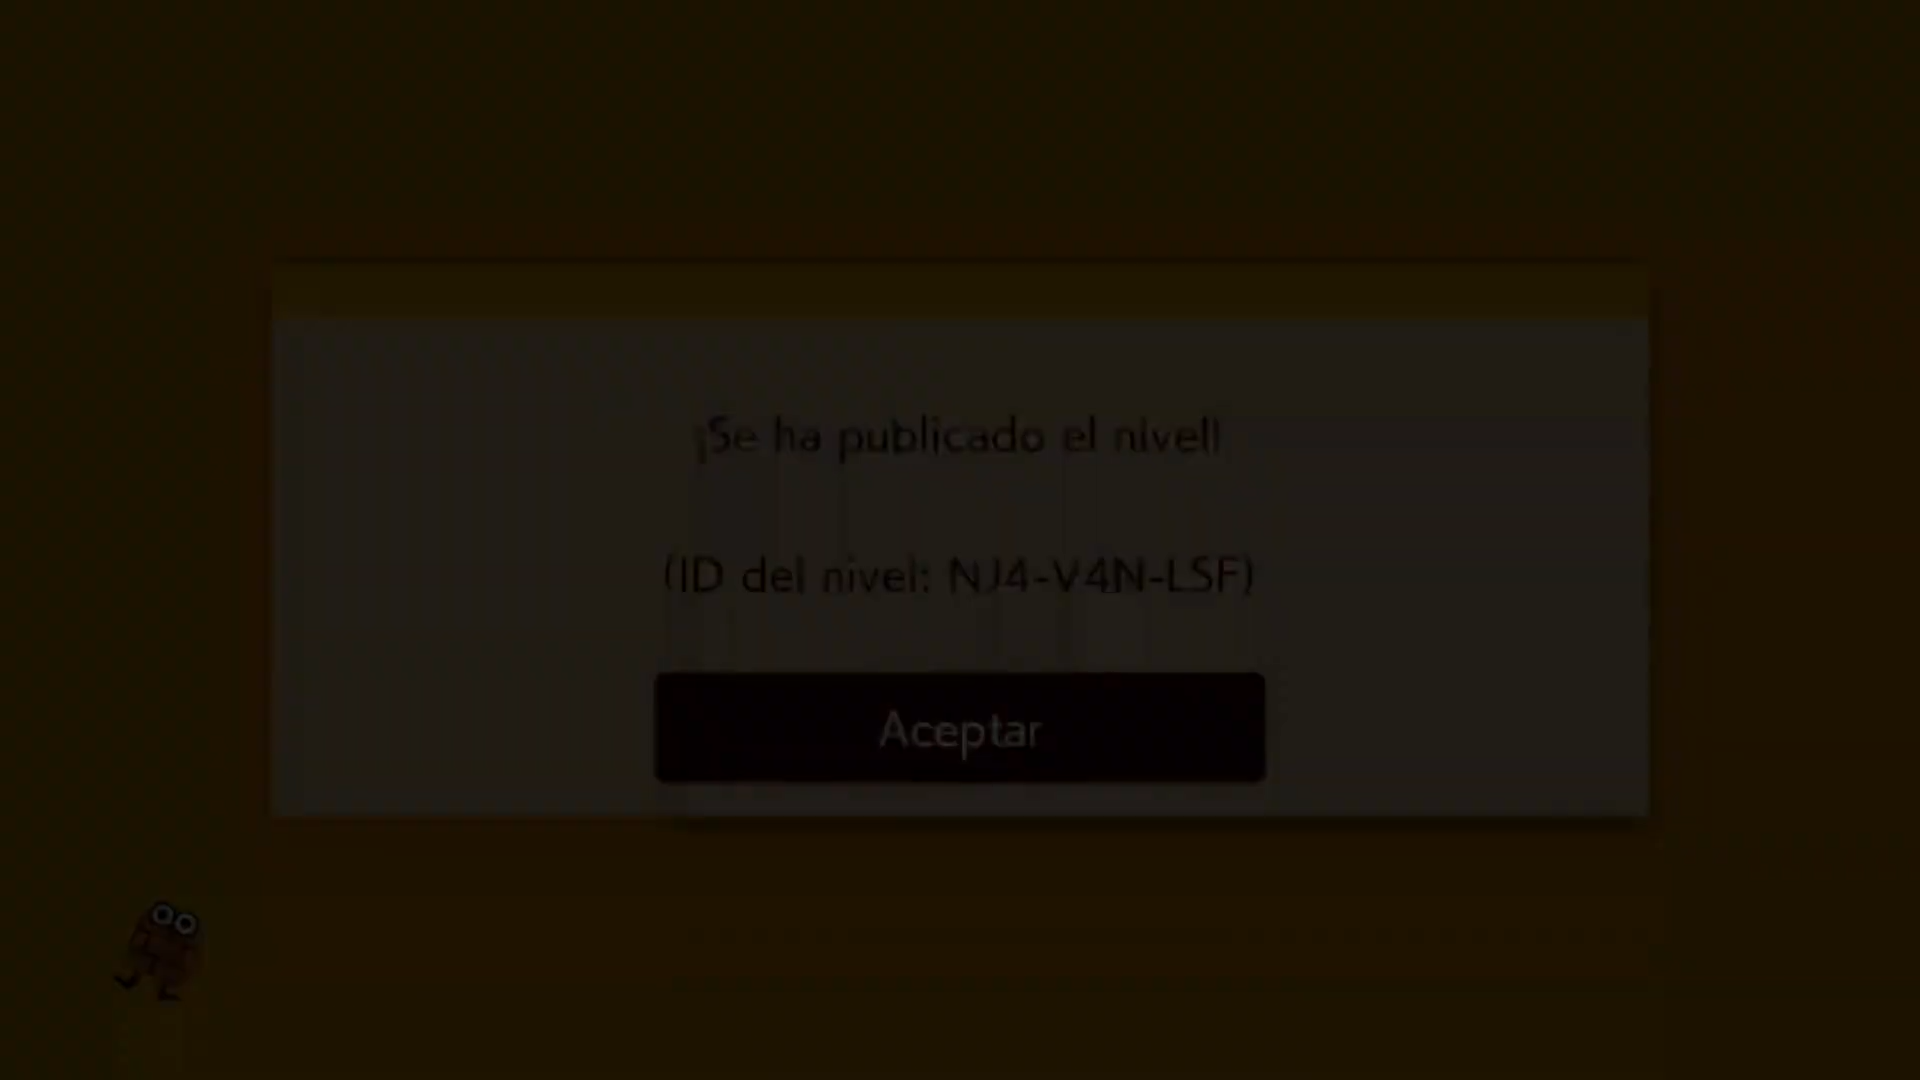 ¡Se ha publicado el nivel!
(ID del nivel: NJ4-V4N-LSF)
Aceptar